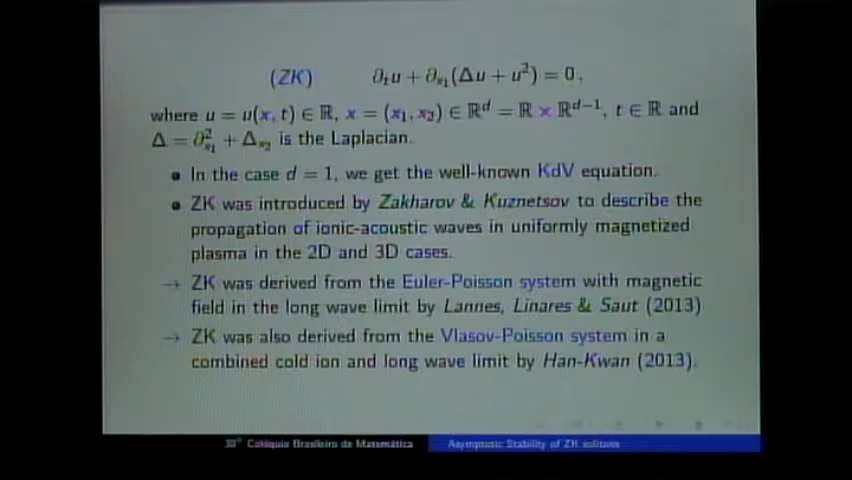 (ZK) ∂ₜu + ∂ₓ₁(Δu + u²) = 0 ,
where u = u(x, t) ∈ ℝ, x = (x₁, x₂) ∈ ℝᵈ = ℝ × ℝᵈ⁻¹, t ∈ ℝ and
Δ = ∂²ₓ₁ + Δₓ₂ is the Laplacian.
• In the case d = 1, we get the well-known KdV equation.
• ZK was introduced by Zakharov & Kuznetsov to describe the
propagation of ionic-acoustic waves in uniformly magnetized
plasma in the 2D and 3D cases.
→ ZK was derived from the Euler-Poisson system with magnetic
field in the long wave limit by Lannes, Linares & Saut (2013)
→ ZK was also derived from the Vlasov-Poisson system in a
combined cold ion and long wave limit by Han-Kwan (2013).
Colóquio Brasileiro de Matemática Asymptotic Stability of ZK solitons